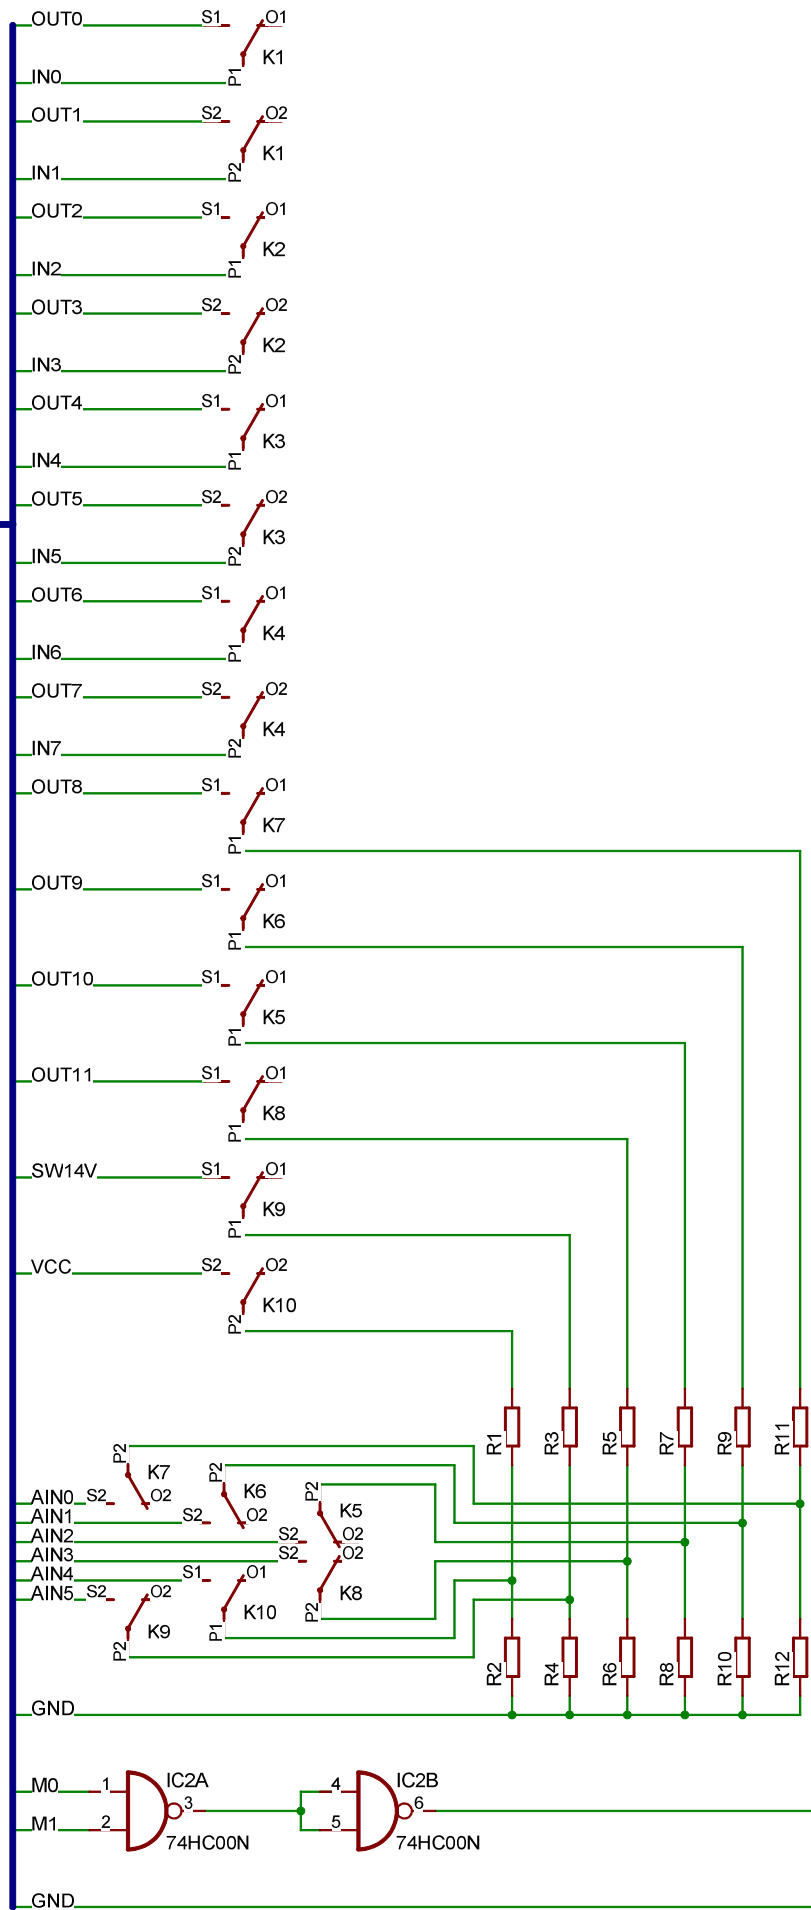 OUT0 S1 O1
K1
IN0 P1
OUT1 S2 O2
K1
IN1 P2
OUT2 S1 O1
K2
IN2 P1
OUT3 S2 O2
K2
IN3 P2
OUT4 S1 O1
K3
IN4 P1
OUT5 S2 O2
K3
IN5 P2
OUT6 S1 O1
K4
IN6 P1
OUT7 S2 O2
K4
IN7 P2
OUT8 S1 O1
K7
P1
OUT9 S1 O1
K6
P1
OUT10 S1 O1
K5
P1
OUT11 S1 O1
K8
P1
SW14V S1 O1
K9
P1
VCC S2 O2
K10
P2
R1 R3 R5 R7 R9 R11
P2 K7 P2 K6 P2 K5
AIN0 S2 O2
AIN1 S2 O2
AIN2 S2 O2
AIN3 S2 O2
AIN4 S1 O1
AIN5 S2 O2
P2 K9 P1 K10 P2 K8
R2 R4 R6 R8 R10 R12
GND
IC2A IC2B
M0 1 3 4 6
M1 2 5
74HC00N 74HC00N
GND